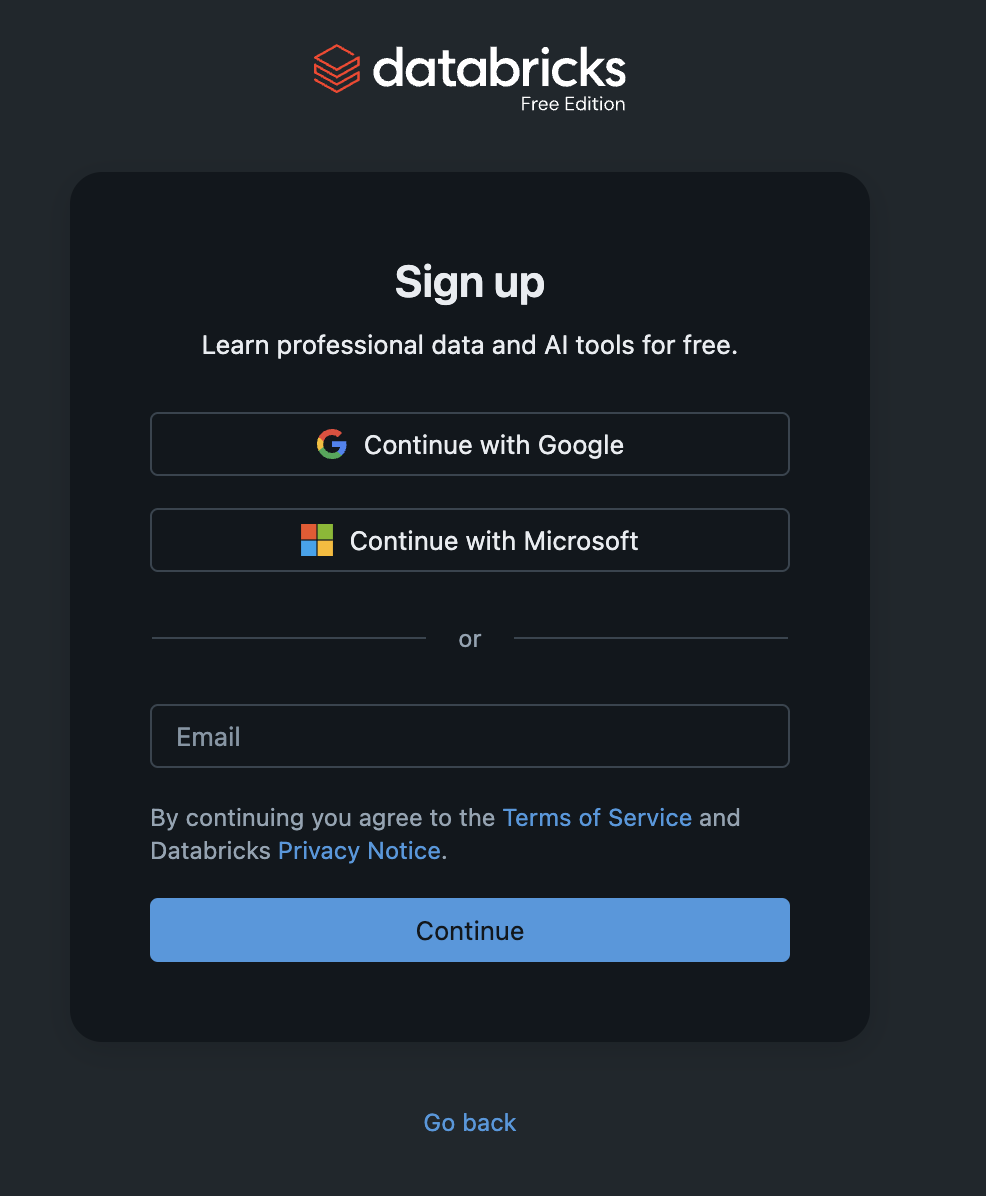 databricks
Free Edition
Sign up
Learn professional data and AI tools for free.
Continue with Google
Continue with Microsoft
or
Email
By continuing you agree to the Terms of Service and
Databricks Privacy Notice.
Continue
Go back